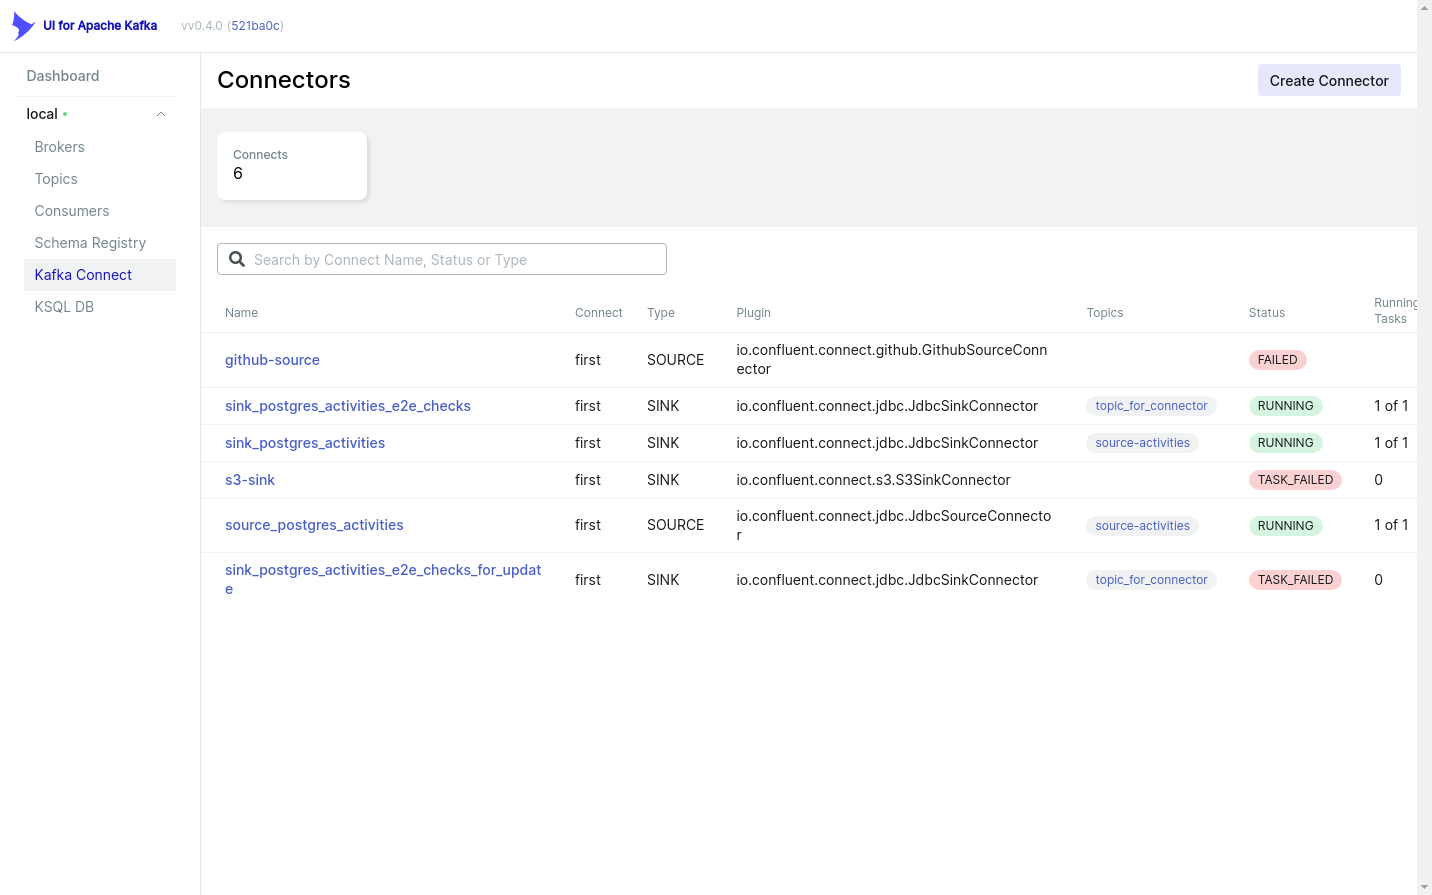 UI for Apache Kafka
vv0.4.0 (521ba0c)
Dashboard
local
Brokers
Topics
Consumers
Schema Registry
Kafka Connect
KSQL DB
Connectors
Create Connector
Connects
6
Search by Connect Name, Status or Type
Name Connect Type Plugin Topics Status Running
Tasks
github-source first SOURCE io.confluent.connect.github.GithubSourceConn
ector FAILED
sink_postgres_activities_e2e_checks first SINK io.confluent.connect.jdbc.JdbcSinkConnector topic_for_connector RUNNING 1 of 1
sink_postgres_activities first SINK io.confluent.connect.jdbc.JdbcSinkConnector source-activities RUNNING 1 of 1
s3-sink first SINK io.confluent.connect.s3.S3SinkConnector TASK_FAILED 0
source_postgres_activities first SOURCE io.confluent.connect.jdbc.JdbcSourceConnecto
r source-activities RUNNING 1 of 1
sink_postgres_activities_e2e_checks_for_updat
e first SINK io.confluent.connect.jdbc.JdbcSinkConnector topic_for_connector TASK_FAILED 0